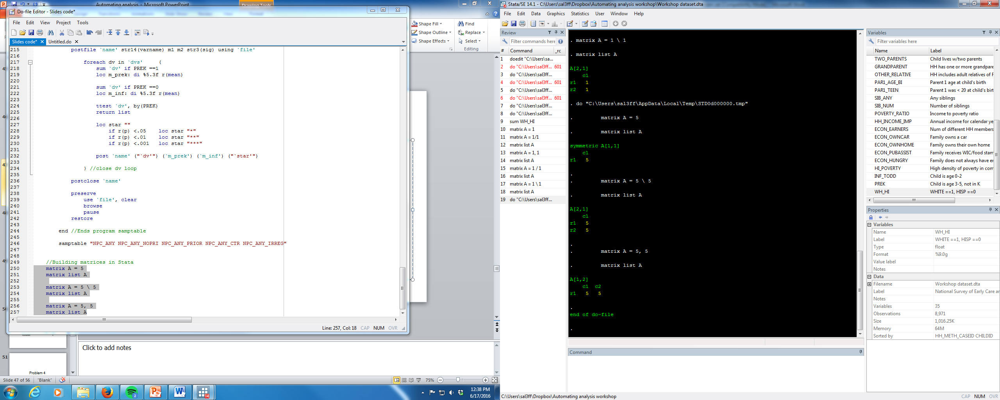 Automating analysis - Microsoft PowerPoint
Drawing Tools
Do-file Editor - Slides code*
File Edit View Project Tools
Slides code* Untitled.do
215 postfile `name' str14(varname) m1 m2 str3(sig) using `file'
216
217 foreach dv in `dvs' {
218 sum `dv' if PREK ==1
219 loc m_prek: di %5.3f r(mean)
220
221 sum `dv' if PREK ==0
222 loc m_inf: di %5.3f r(mean)
223
224 ttest `dv', by(PREK)
225 return list
226
227 loc star ""
228 if r(p) <.05 loc star "*"
229 if r(p) <.01 loc star "**"
230 if r(p) <.001 loc star "***"
231
232 post `name' ("`dv'") (`m_prek') (`m_inf') ("`star'")
233
234 } //close dv loop
235
236 postclose `name'
237
238 preserve
239 use `file', clear
240 browse
241 pause
242 restore
243
244 end //Ends program samptable
245
246 samptable "NPC_ANY NPC_ANY_NOPRI NPC_ANY_PRIOR NPC_ANY_CTR NPC_ANY_IRREG"
247
248
249 //Building matrices in Stata
250 matrix A = 5
251 matrix list A
252
253 matrix A = 5 \ 5
254 matrix list A
255
256 matrix A = 5, 5
257 matrix list A
Line: 257, Col: 18 CAP NUM OVR
Shape Fill
Shape Outline
Shape Effects
Find
Replace
Select
Editing
Click to add notes
51
Problem 4
Slide 47 of 56 "Blank" 75%
12:38 PM
6/17/2016
Stata/SE 14.1 - C:\Users\sal3ff\Dropbox\Automating analysis workshop\Workshop dataset.dta
File Edit Data Graphics Statistics User Window Help
Review
Filter commands here
# Command _rc
1 doedit "C:\Users\sa...
2 do "C:\Users\sal3ff... 601
3 do "C:\Users\sal3ff...
4 do "C:\Users\sal3ff... 601
5 do "C:\Users\sal3ff...
6 do "C:\Users\sal3ff... 601
7 do "C:\Users\sal3ff...
8 do "C:\Users\sal3ff...
9 sum WH_HI
10 matrix A = 1
11 matrix A = 1/1
12 matrix list A
13 matrix A = 1, 1
14 matrix list A
15 matrix A = 1 / 1
16 matrix list A
17 matrix A = 1 \ 1
18 matrix list A
19 do "C:\Users\sal3ff...
. matrix A = 1 \ 1
. matrix list A
A[2,1]
c1
r1 1
r2 1
. do "C:\Users\sal3ff\AppData\Local\Temp\STD0d000000.tmp"
. matrix A = 5
. matrix list A
symmetric A[1,1]
c1
r1 5
.
. matrix A = 5 \ 5
. matrix list A
A[2,1]
c1
r1 5
r2 5
.
. matrix A = 5, 5
. matrix list A
A[1,2]
c1 c2
r1 5 5
.
end of do-file
.
Command
C:\Users\sal3ff\Dropbox\Automating analysis workshop
Variables
Filter variables here
Name Label
TWO_PARENTS Child lives w/two parents
GRANDPARENT HH has one or more grandpare
OTHER_RELATIVE HH includes adult relatives of F
PAR1_AGE_BI Parent 1 age at child's birth
PAR1_TEEN Parent 1 was < 20 at child's birt
SIB_ANY Any siblings
SIB_NUM Number of siblings
POVERTY_RATIO Income to poverty ratio
HH_INCOME_IMP Annual income for calendar ye
ECON_EARNERS Num of different HH members
ECON_OWNCAR Family owns a car
ECON_OWNHOME Family owns their own home
ECON_PUBASSIST Family receives WIC/food stam
ECON_HUNGRY Family does not always have er
HI_POVERTY High density of poverty in com
INF_TODD Child is age 0-2
PREK Child is age 3-5, not in K
WH_HI WHITE ==1, HISP ==0
Properties
Variables
Name WH_HI
Label WHITE ==1, HISP ==0
Type float
Format %9.0g
Value label
Notes
Data
Filename Workshop dataset.dta
Label National Survey of Early Care ar
Notes
Variables 35
Observations 8,971
Size 1,016.25K
Memory 64M
Sorted by HH_METH_CASEID CHILDID
CAP NUM OVR